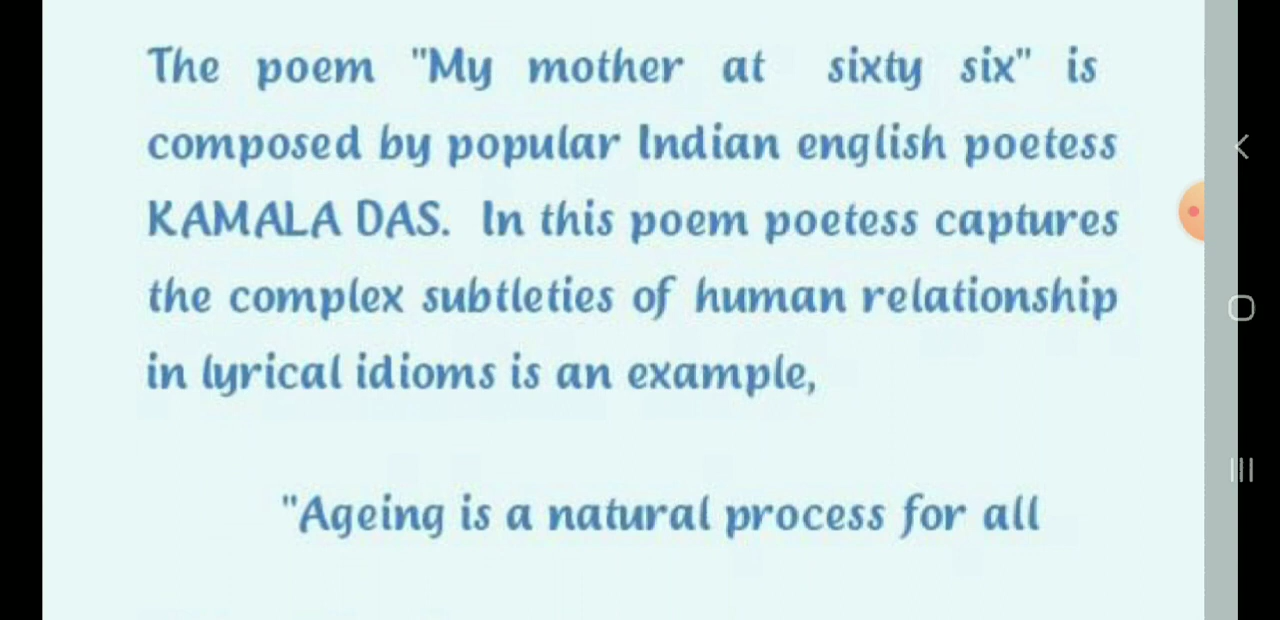 The poem "My mother at sixty six" is
composed by popular Indian english poetess
KAMALA DAS. In this poem poetess captures
the complex subtleties of human relationship
in lyrical idioms is an example,
"Ageing is a natural process for all